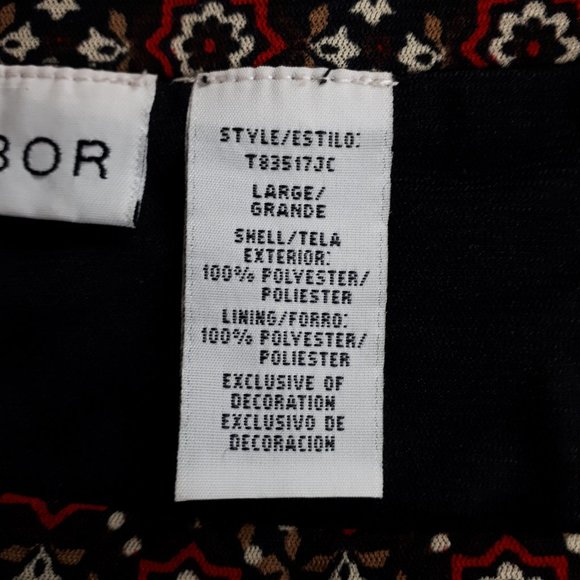 BOR
STYLE/ESTILO:
T83517JC
LARGE/
GRANDE
SHELL/TELA
EXTERIOR:
100% POLYESTER/
POLIESTER
LINING/FORRO:
100% POLYESTER/
POLIESTER
EXCLUSIVE OF
DECORATION
EXCLUSIVO DE
DECORACION